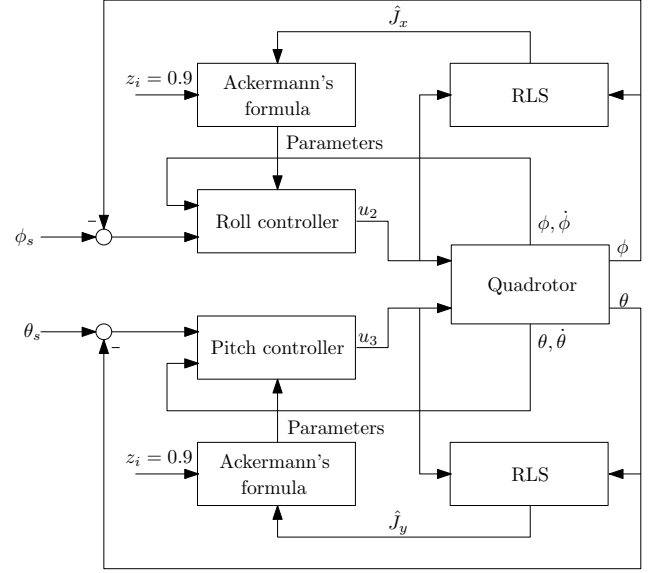 Ĵ_x
z_i = 0.9
Ackermann's
formula
RLS
Parameters
–
Roll controller
u_2
ϕ, ϕ̇
ϕ_s
ϕ
Quadrotor
θ
θ_s
–
Pitch controller
u_3
θ, θ̇
Parameters
z_i = 0.9
Ackermann's
formula
RLS
Ĵ_y